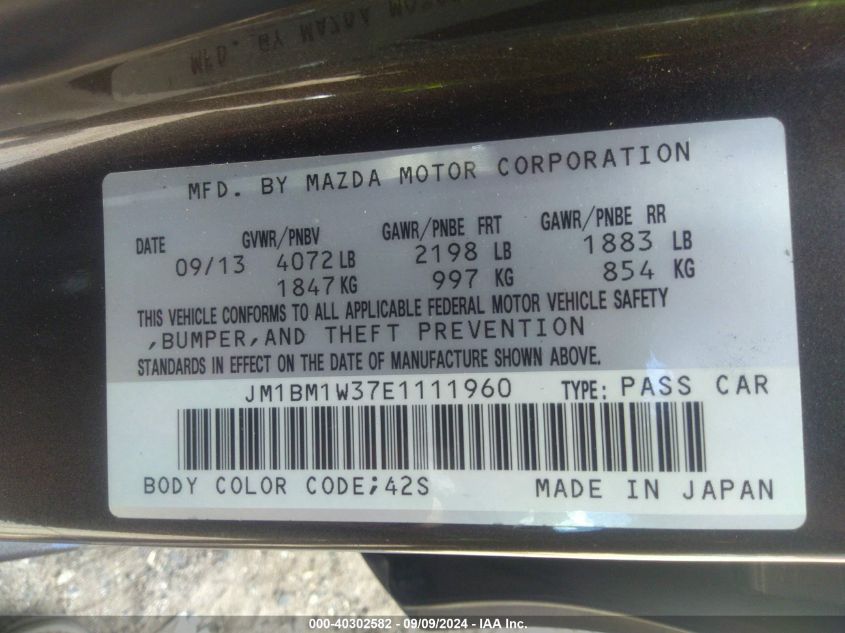 MFD. BY MAZDA MOTOR CORPORATION
DATE GVWR/PNBV GAWR/PNBE FRT GAWR/PNBE RR
09/13 4072 LB 2198 LB 1883 LB
1847 KG 997 KG 854 KG
THIS VEHICLE CONFORMS TO ALL APPLICABLE FEDERAL MOTOR VEHICLE SAFETY
,BUMPER,AND THEFT PREVENTION
STANDARDS IN EFFECT ON THE DATE OF MANUFACTURE SHOWN ABOVE.
JM1BM1W37E1111960 TYPE: PASS CAR
BODY COLOR CODE;42S MADE IN JAPAN
000-40302582 - 09/09/2024 - IAA Inc.